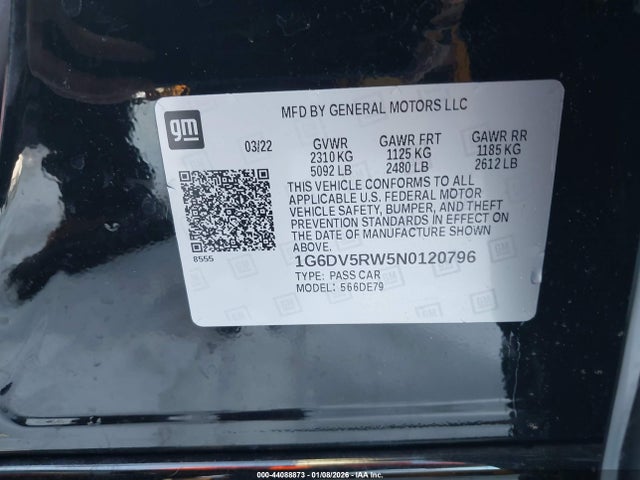 gm
MFD BY GENERAL MOTORS LLC
03/22 GVWR GAWR FRT GAWR RR
2310 KG 1125 KG 1185 KG
5092 LB 2480 LB 2612 LB
THIS VEHICLE CONFORMS TO ALL
APPLICABLE U.S. FEDERAL MOTOR
VEHICLE SAFETY, BUMPER, AND THEFT
PREVENTION STANDARDS IN EFFECT ON
THE DATE OF MANUFACTURE SHOWN
ABOVE.
8555
1G6DV5RW5N0120796
TYPE: PASS CAR
MODEL: 566DE79
000-44088873 - 01/08/2026 - IAA Inc.